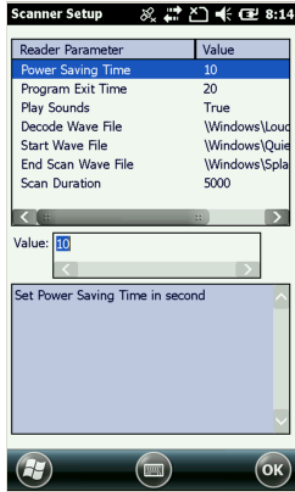 Scanner Setup 8:14
Reader Parameter Value
Power Saving Time 10
Program Exit Time 20
Play Sounds True
Decode Wave File \Windows\Louc
Start Wave File \Windows\Quie
End Scan Wave File \Windows\Spla
Scan Duration 5000
Value: 10
Set Power Saving Time in second
OK